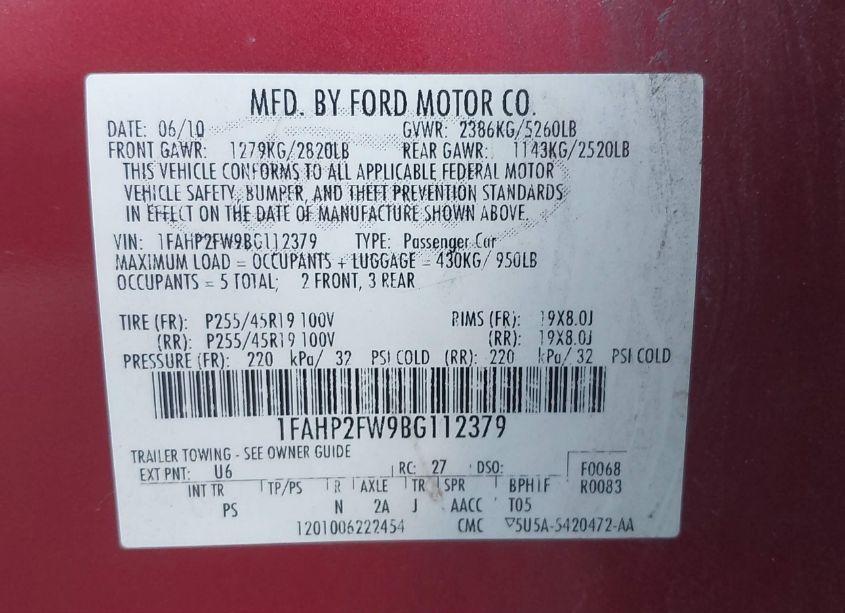 MFD. BY FORD MOTOR CO.
DATE: 06/10 GVWR: 2386KG/5260LB
FRONT GAWR: 1279KG/2820LB REAR GAWR: 1143KG/2520LB
THIS VEHICLE CONFORMS TO ALL APPLICABLE FEDERAL MOTOR
VEHICLE SAFETY, BUMPER, AND THEFT PREVENTION STANDARDS
IN EFFECT ON THE DATE OF MANUFACTURE SHOWN ABOVE.
VIN: 1FAHP2FW9BG112379 TYPE: Passenger Car
MAXIMUM LOAD = OCCUPANTS + LUGGAGE = 430KG/ 950LB
OCCUPANTS = 5 TOTAL; 2 FRONT, 3 REAR
TIRE (FR): P255/45R19 100V RIMS (FR): 19X8.0J
(RR): P255/45R19 100V (RR): 19X8.0J
PRESSURE (FR): 220 kPa/ 32 PSI COLD (RR): 220 kPa/ 32 PSI COLD
1FAHP2FW9BG112379
TRAILER TOWING - SEE OWNER GUIDE
EXT PNT: U6 RC: 27 DSO: F0068
INT TR TP/PS R AXLE TR SPR BPHIF R0083
PS N 2A J AACC T05
1201006222454 CMC ▽5U5A-5420472-AA